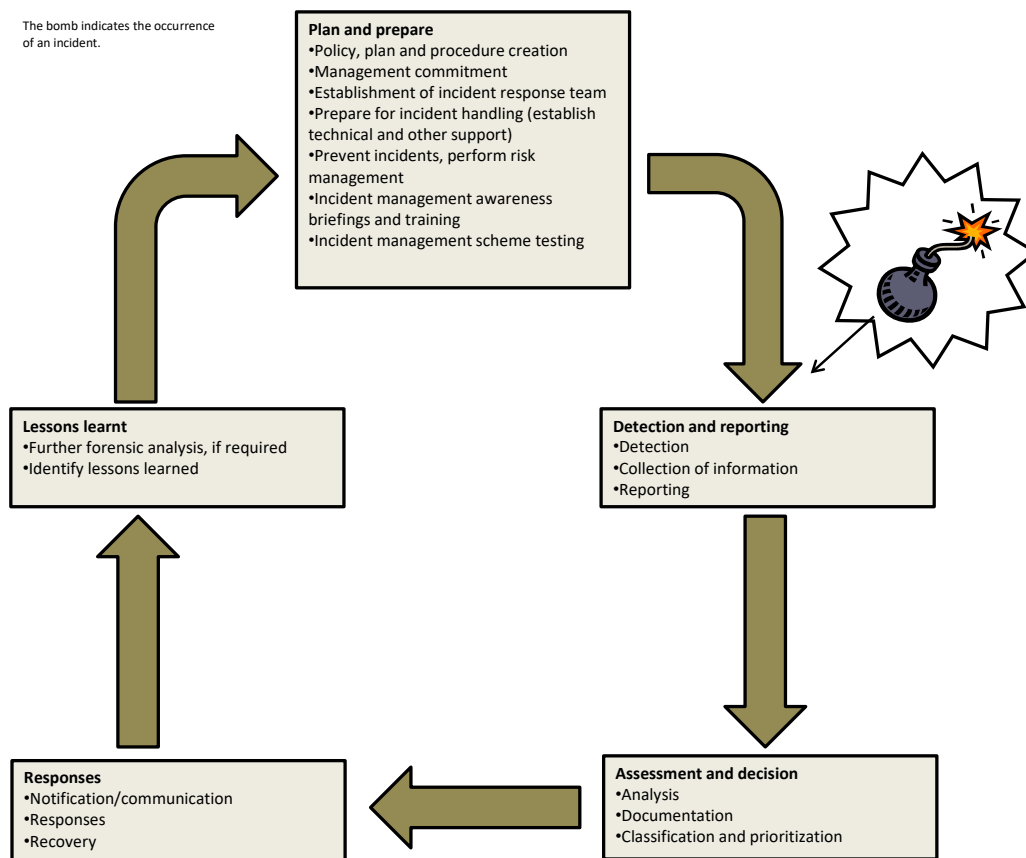 The bomb indicates the occurrence
of an incident.
Plan and prepare
•Policy, plan and procedure creation
•Management commitment
•Establishment of incident response team
•Prepare for incident handling (establish
technical and other support)
•Prevent incidents, perform risk
management
•Incident management awareness
briefings and training
•Incident management scheme testing
Detection and reporting
•Detection
•Collection of information
•Reporting
Assessment and decision
•Analysis
•Documentation
•Classification and prioritization
Responses
•Notification/communication
•Responses
•Recovery
Lessons learnt
•Further forensic analysis, if required
•Identify lessons learned